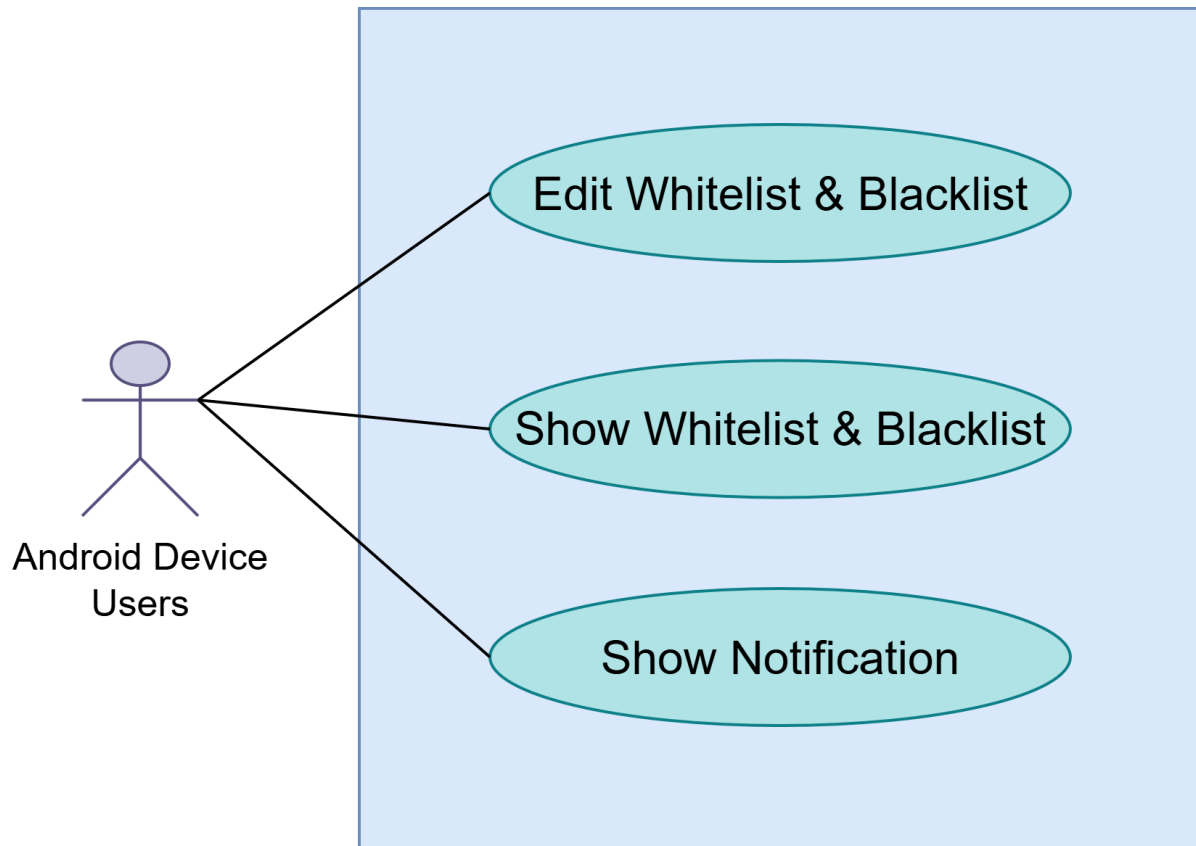 Edit Whitelist & Blacklist
Show Whitelist & Blacklist
Android Device
Users
Show Notification